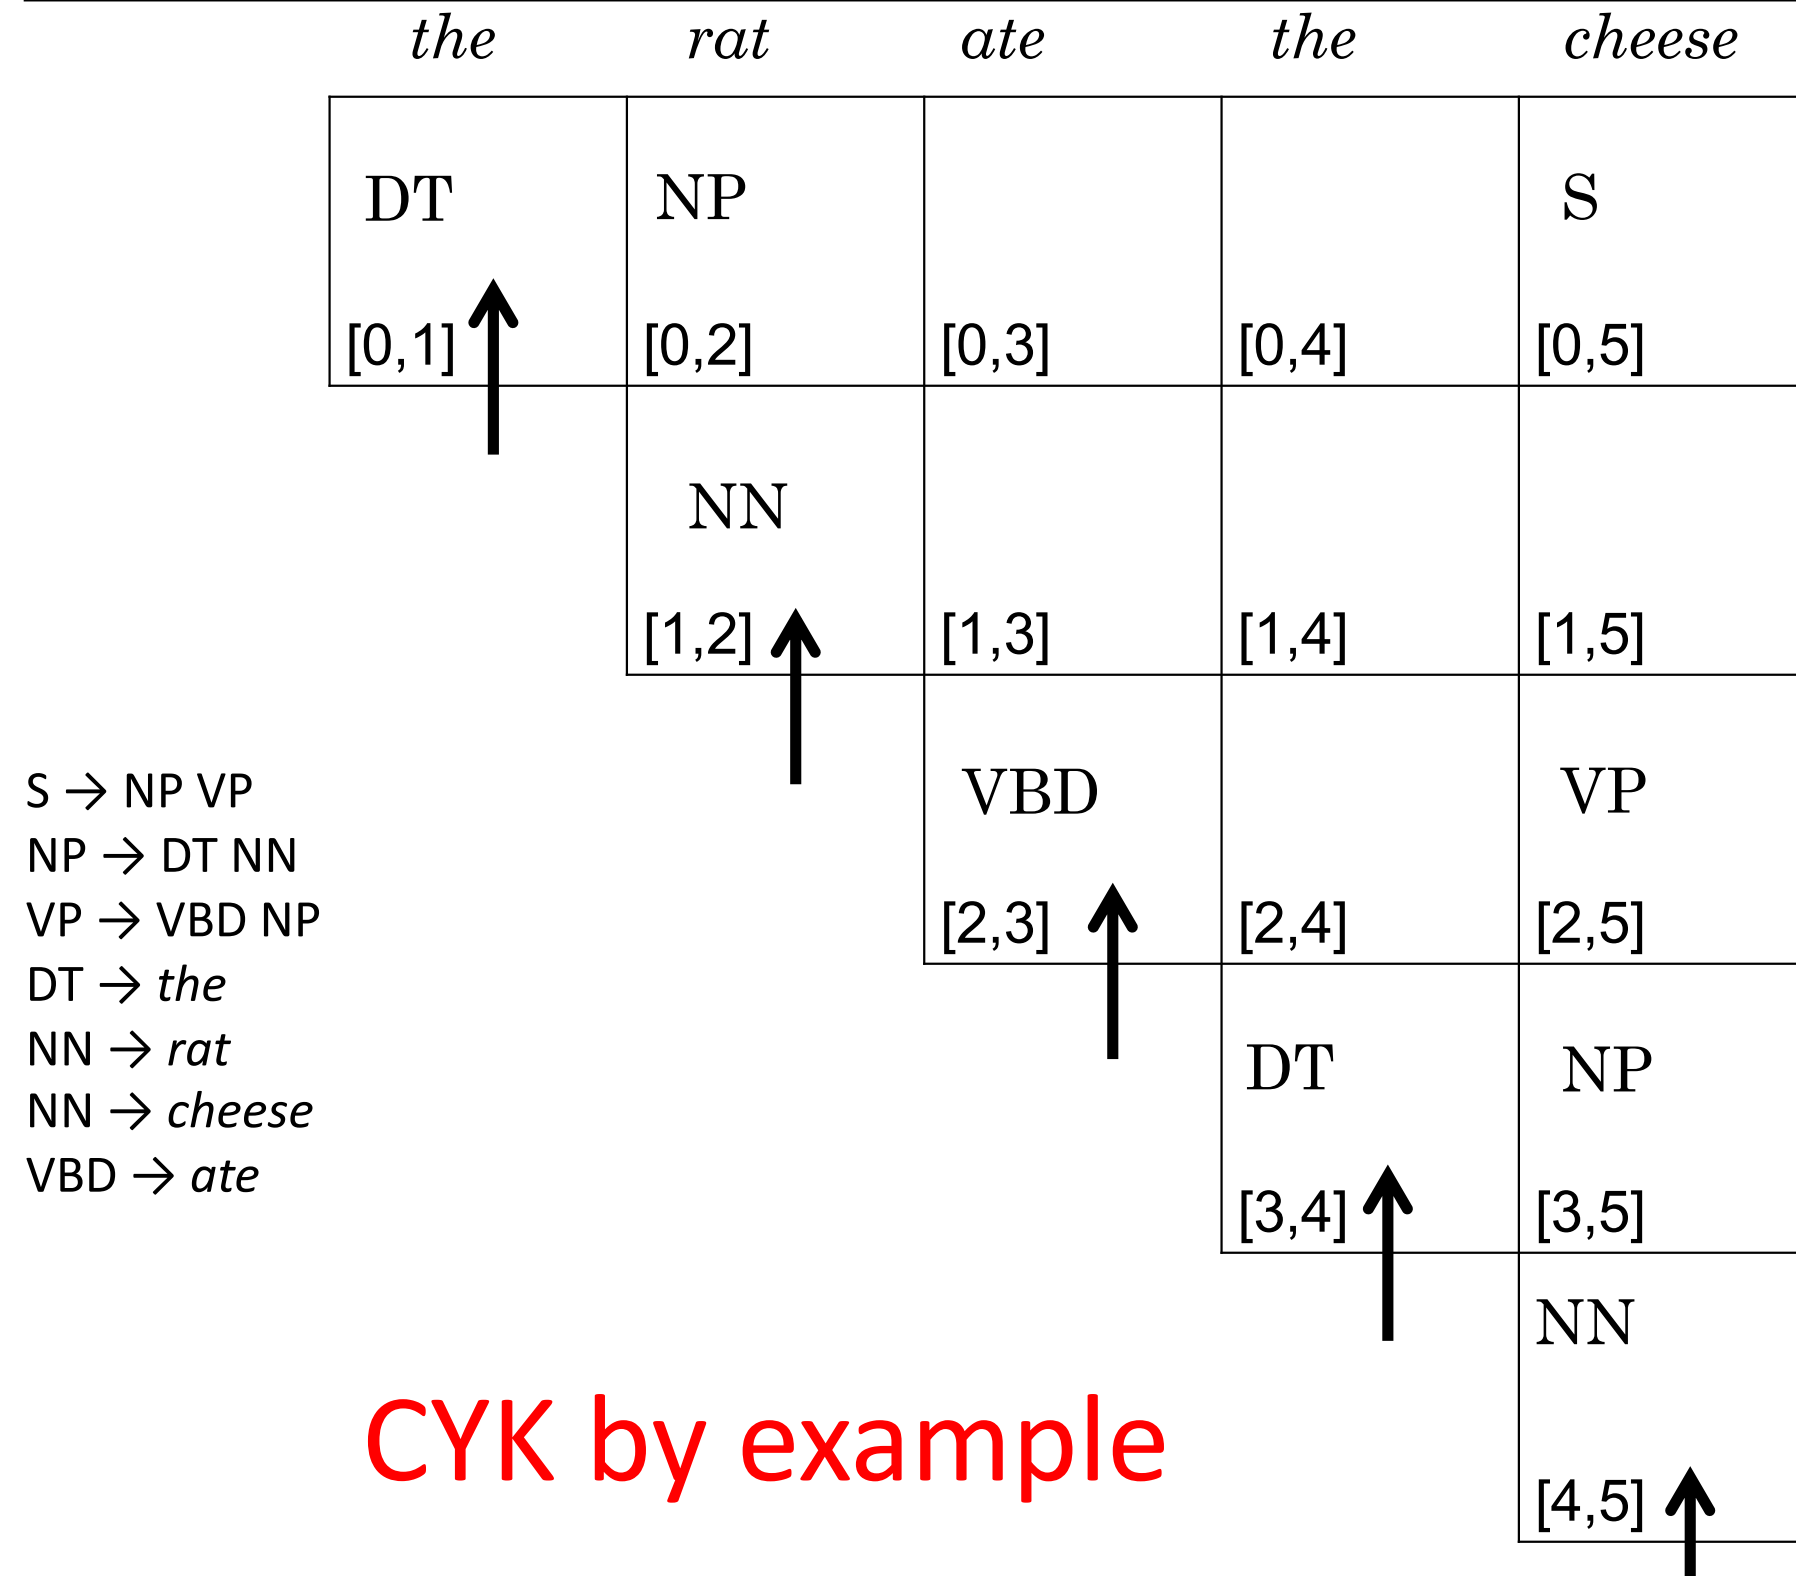 the rat ate the cheese
DT NP S
[0,1] [0,2] [0,3] [0,4] [0,5]
NN
[1,2] [1,3] [1,4] [1,5]
VBD VP
[2,3] [2,4] [2,5]
DT NP
[3,4] [3,5]
NN
[4,5]
S → NP VP
NP → DT NN
VP → VBD NP
DT → the
NN → rat
NN → cheese
VBD → ate
CYK by example